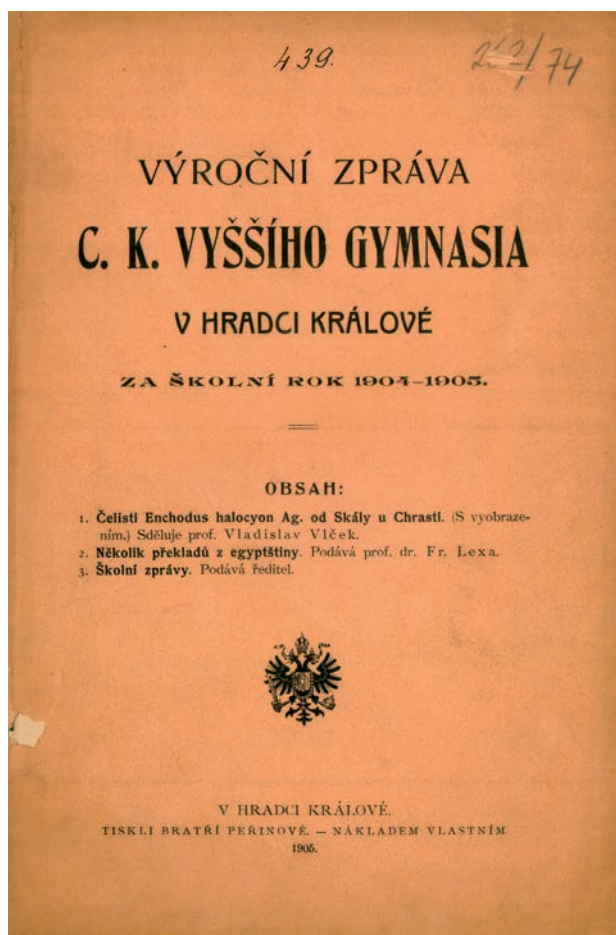 439.
74
VÝROČNÍ ZPRÁVA
C. K. VYŠŠÍHO GYMNASIA
V HRADCI KRÁLOVÉ
ZA ŠKOLNÍ ROK 1904–1905.
OBSAH:
1. Čelisti Enchodus halocyon Ag. od Skály u Chrasti. (S vyobraze-
ním.) Sděluje prof. Vladislav Vlček.
2. Několik překladů z egyptštiny. Podává prof. dr. Fr. Lexa.
3. Školní zprávy. Podává ředitel.
V HRADCI KRÁLOVÉ.
TISKLI BRATŘÍ PEŘINOVÉ. — NÁKLADEM VLASTNÍM
1905.